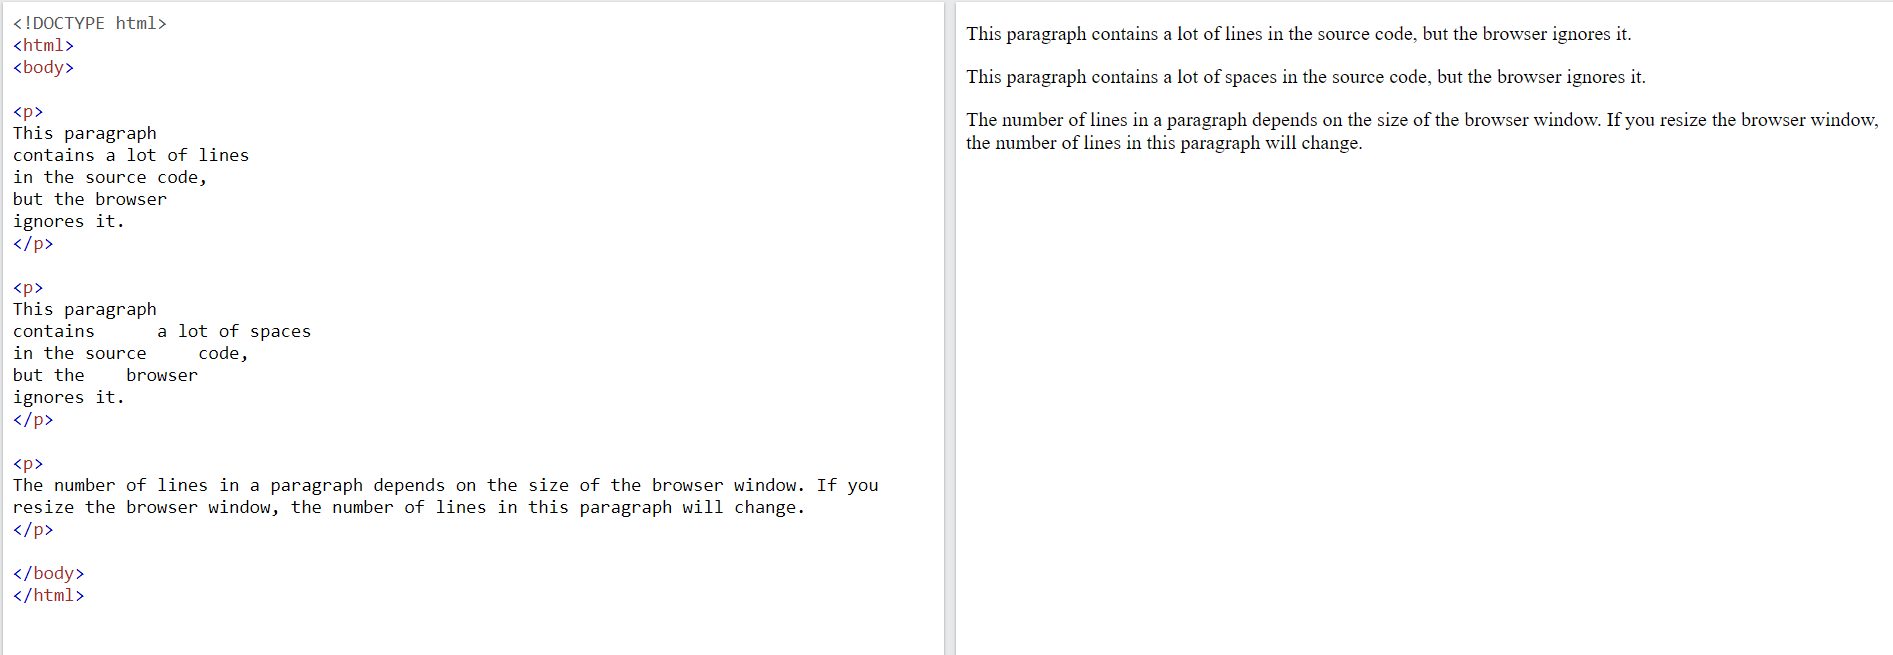 <!DOCTYPE html>
<html>
<body>

<p>
This paragraph
contains a lot of lines
in the source code,
but the browser
ignores it.
</p>

<p>
This paragraph
contains      a lot of spaces
in the source     code,
but the    browser
ignores it.
</p>

<p>
The number of lines in a paragraph depends on the size of the browser window. If you
resize the browser window, the number of lines in this paragraph will change.
</p>

</body>
</html>

This paragraph contains a lot of lines in the source code, but the browser ignores it.
This paragraph contains a lot of spaces in the source code, but the browser ignores it.
The number of lines in a paragraph depends on the size of the browser window. If you resize the browser window,
the number of lines in this paragraph will change.